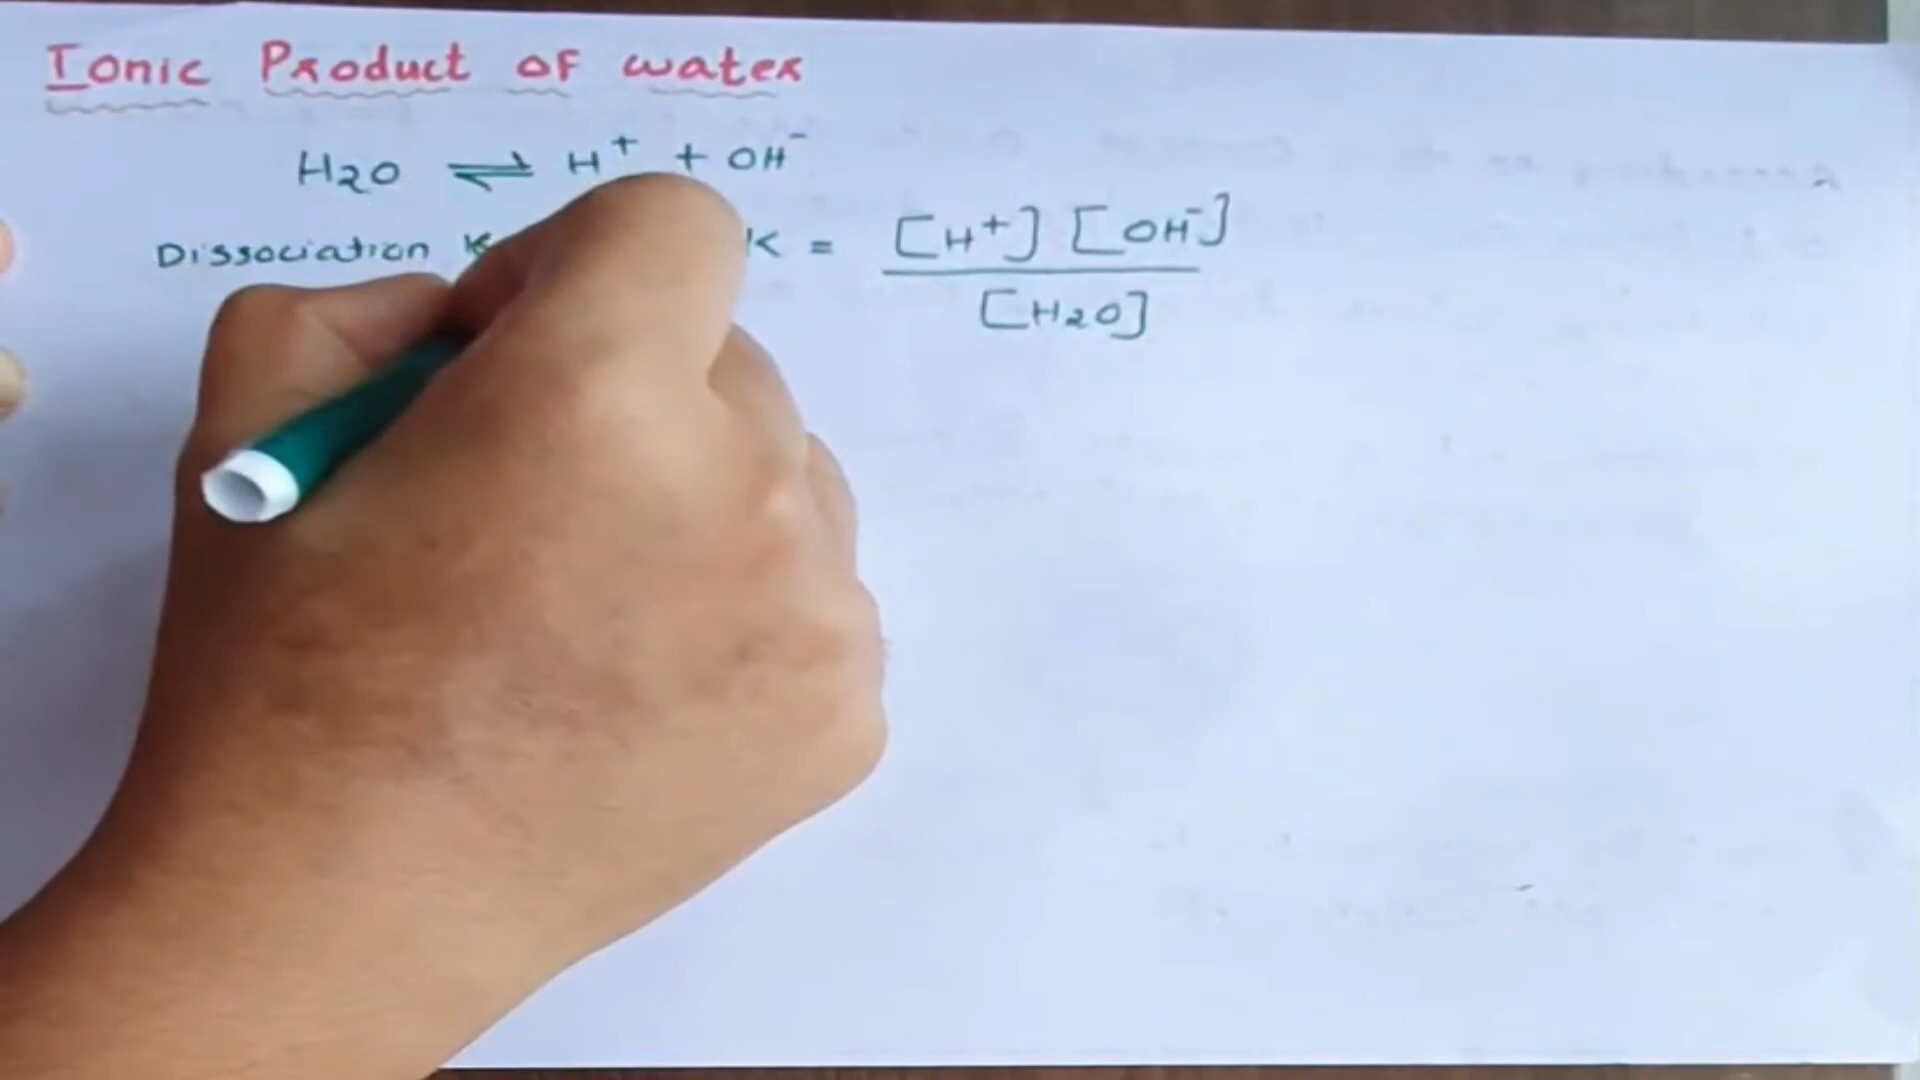 Ionic Product of water
H₂O ⇌ H⁺ + OH⁻
Dissociation K = [H⁺] [OH⁻]
[H₂O]